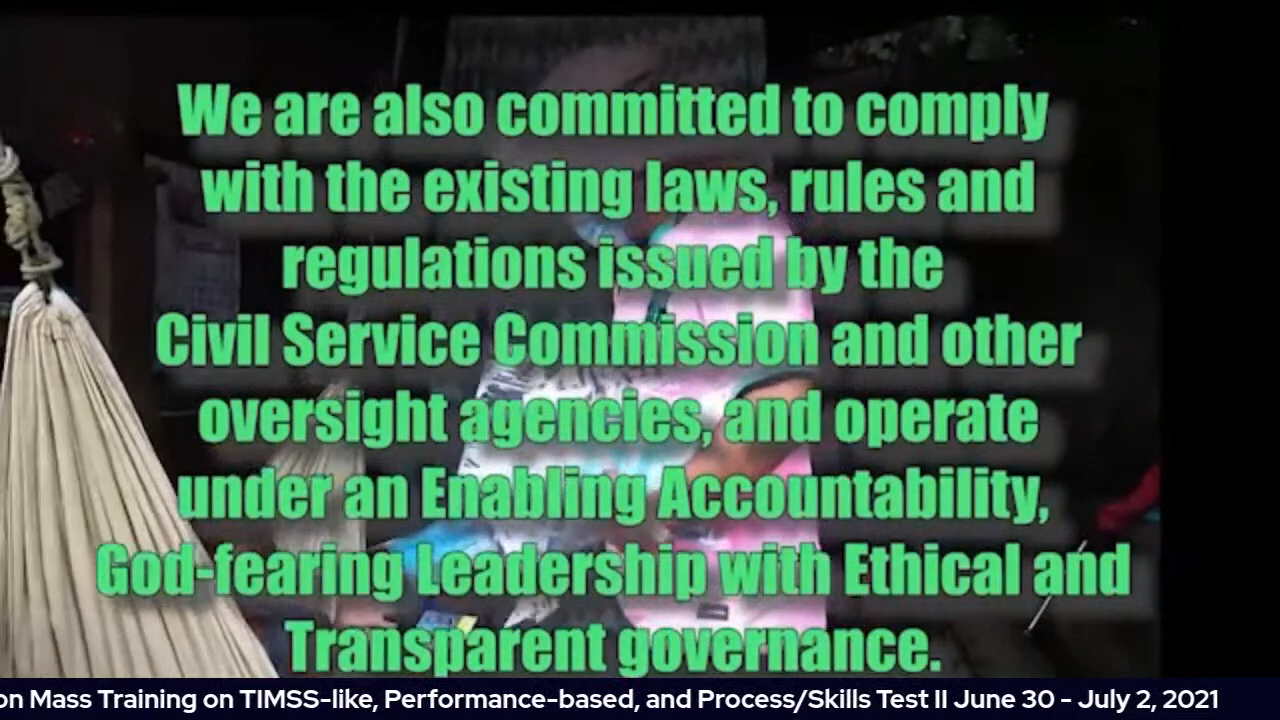 We are also committed to comply
with the existing laws, rules and
regulations issued by the
Civil Service Commission and other
oversight agencies, and operate
under an Enabling Accountability,
God-fearing Leadership with Ethical and
Transparent governance.
on Mass Training on TIMSS-like, Performance-based, and Process/Skills Test II June 30 - July 2, 2021